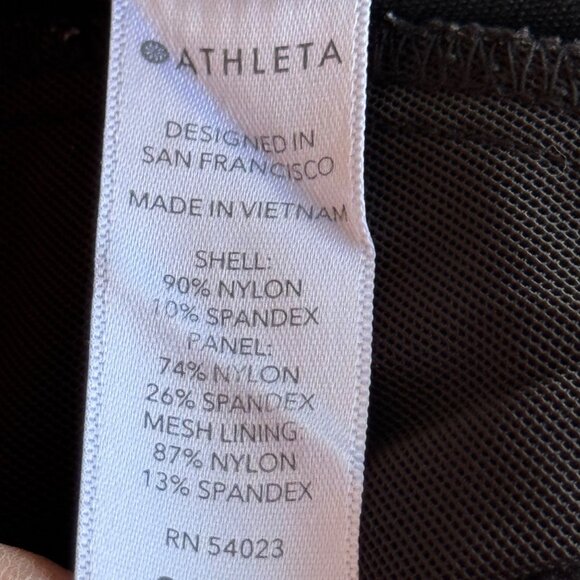 ATHLETA
DESIGNED IN
SAN FRANCISCO
MADE IN VIETNAM
SHELL:
90% NYLON
10% SPANDEX
PANEL:
74% NYLON
26% SPANDEX
MESH LINING:
87% NYLON
13% SPANDEX
RN 54023